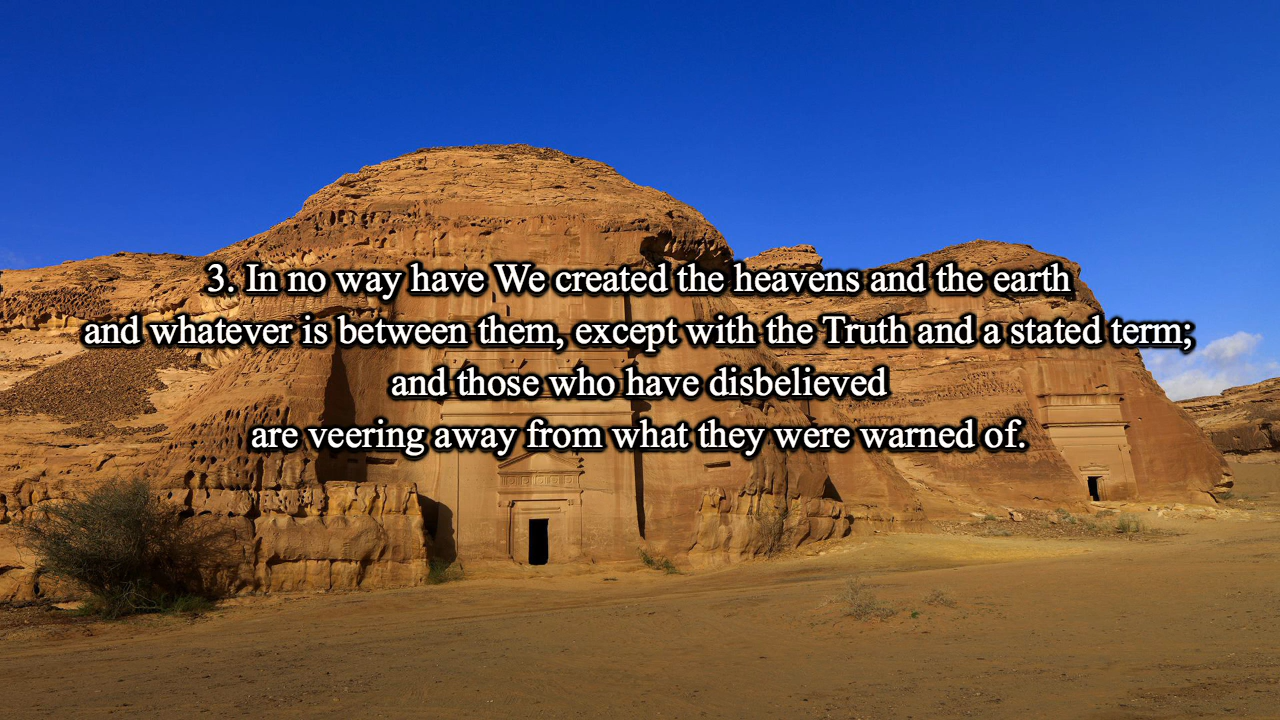 3. In no way have We created the heavens and the earth
and whatever is between them, except with the Truth and a stated term;
and those who have disbelieved
are veering away from what they were warned of.